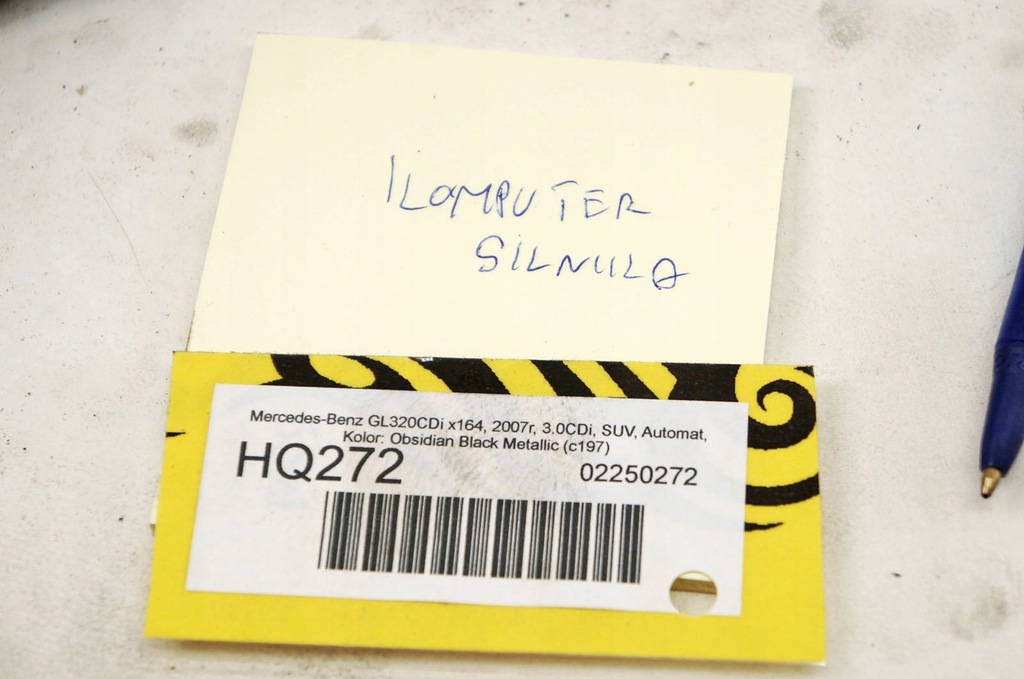 KOMPUTER
SILNIKA
Mercedes-Benz GL320CDi x164, 2007r, 3.0CDi, SUV, Automat,
Kolor: Obsidian Black Metallic (c197)
HQ272 02250272